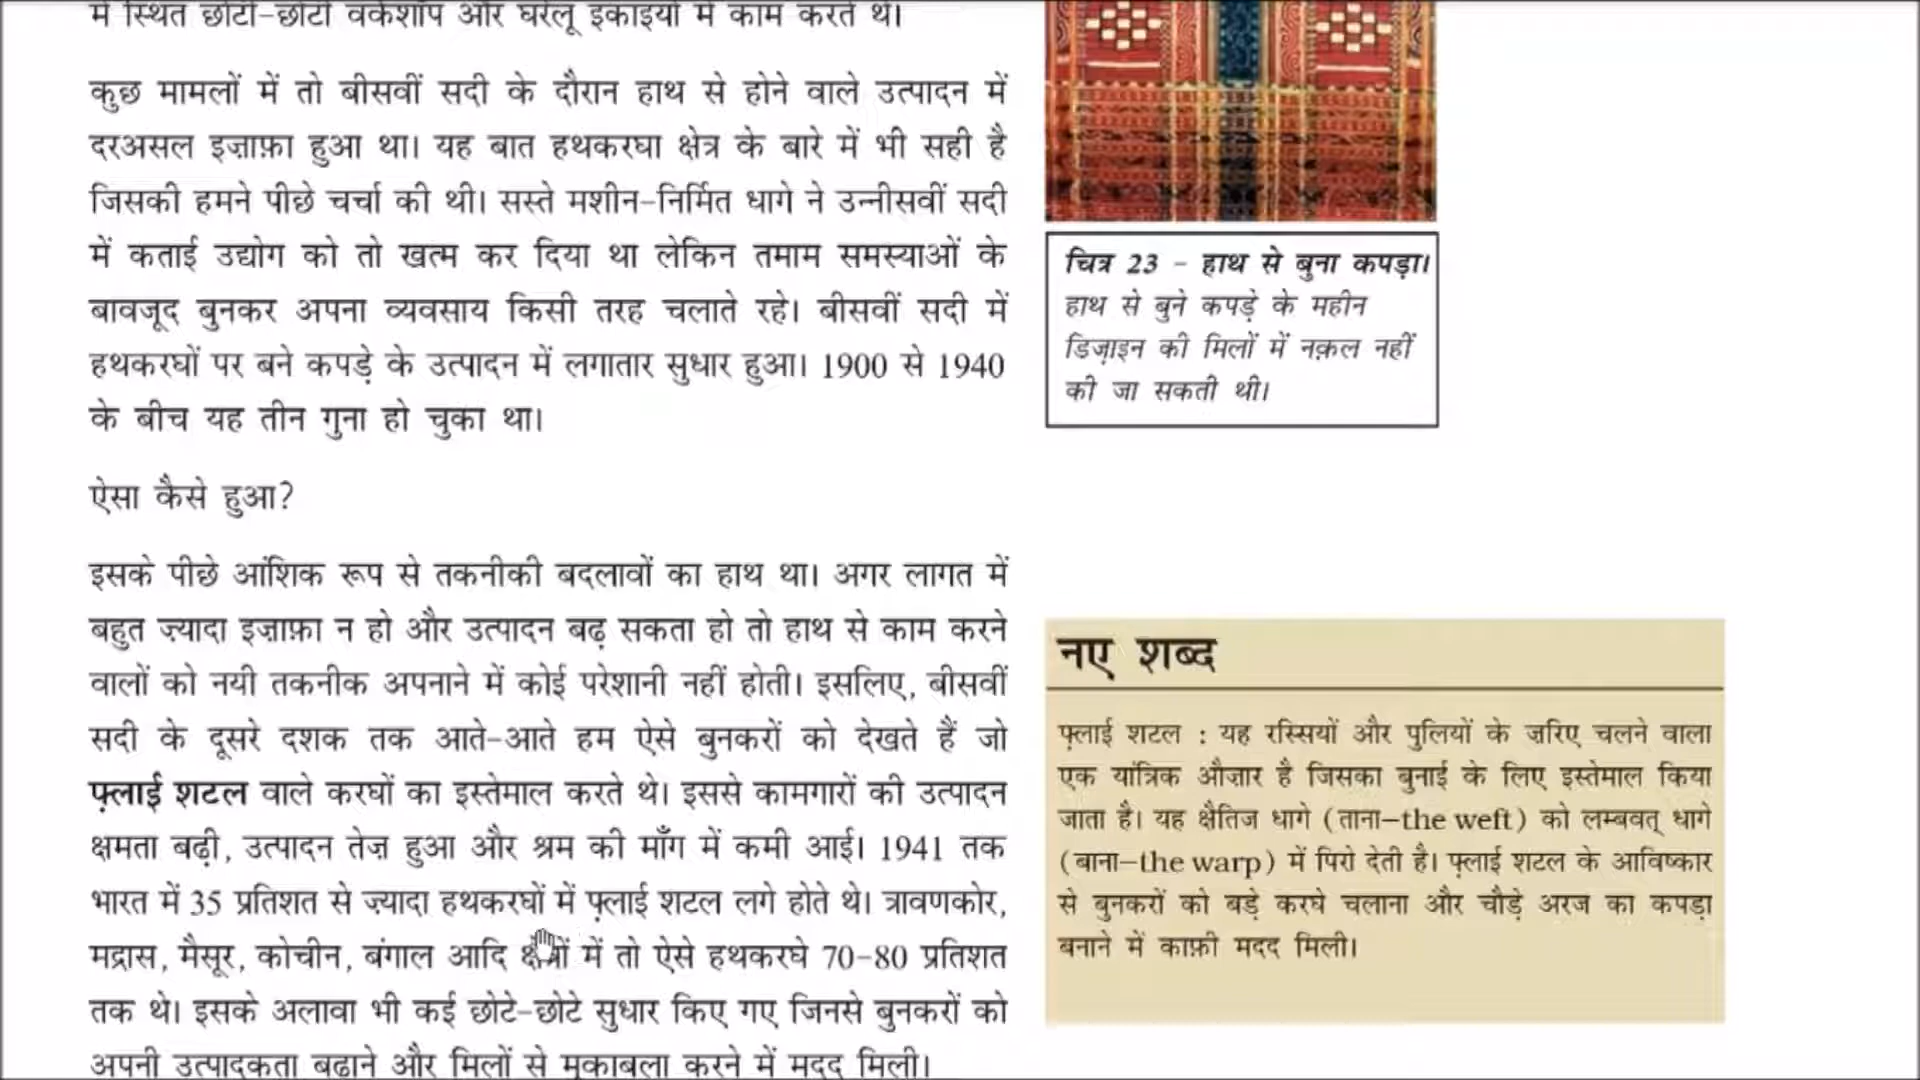 में स्थित छोटी-छोटी वर्कशॉप और घरेलू इकाइयों में काम करते थे।
कुछ मामलों में तो बीसवीं सदी के दौरान हाथ से होने वाले उत्पादन में
दरअसल इज़ाफ़ा हुआ था। यह बात हथकरघा क्षेत्र के बारे में भी सही है
जिसकी हमने पीछे चर्चा की थी। सस्ते मशीन-निर्मित धागे ने उन्नीसवीं सदी
में कताई उद्योग को तो खत्म कर दिया था लेकिन तमाम समस्याओं के
बावजूद बुनकर अपना व्यवसाय किसी तरह चलाते रहे। बीसवीं सदी में
हथकरघों पर बने कपड़े के उत्पादन में लगातार सुधार हुआ। 1900 से 1940
के बीच यह तीन गुना हो चुका था।
ऐसा कैसे हुआ?
इसके पीछे आंशिक रूप से तकनीकी बदलावों का हाथ था। अगर लागत में
बहुत ज़्यादा इज़ाफ़ा न हो और उत्पादन बढ़ सकता हो तो हाथ से काम करने
वालों को नयी तकनीक अपनाने में कोई परेशानी नहीं होती। इसलिए, बीसवीं
सदी के दूसरे दशक तक आते-आते हम ऐसे बुनकरों को देखते हैं जो
फ़्लाई शटल वाले करघों का इस्तेमाल करते थे। इससे कामगारों की उत्पादन
क्षमता बढ़ी, उत्पादन तेज़ हुआ और श्रम की माँग में कमी आई। 1941 तक
भारत में 35 प्रतिशत से ज़्यादा हथकरघों में फ़्लाई शटल लगे होते थे। त्रावणकोर,
मद्रास, मैसूर, कोचीन, बंगाल आदि क्षेत्रों में तो ऐसे हथकरघे 70-80 प्रतिशत
तक थे। इसके अलावा भी कई छोटे-छोटे सुधार किए गए जिनसे बुनकरों को
अपनी उत्पादकता बढ़ाने और मिलों से मुकाबला करने में मदद मिली।
चित्र 23 - हाथ से बुना कपड़ा।
हाथ से बुने कपड़े के महीन
डिज़ाइन की मिलों में नक़ल नहीं
की जा सकती थी।
नए शब्द
फ़्लाई शटल : यह रस्सियों और पुलियों के ज़रिए चलने वाला
एक यांत्रिक औज़ार है जिसका बुनाई के लिए इस्तेमाल किया
जाता है। यह क्षैतिज धागे (ताना—the weft) को लम्बवत् धागे
(बाना—the warp) में पिरो देती है। फ़्लाई शटल के आविष्कार
से बुनकरों को बड़े करघे चलाना और चौड़े अरज का कपड़ा
बनाने में काफ़ी मदद मिली।